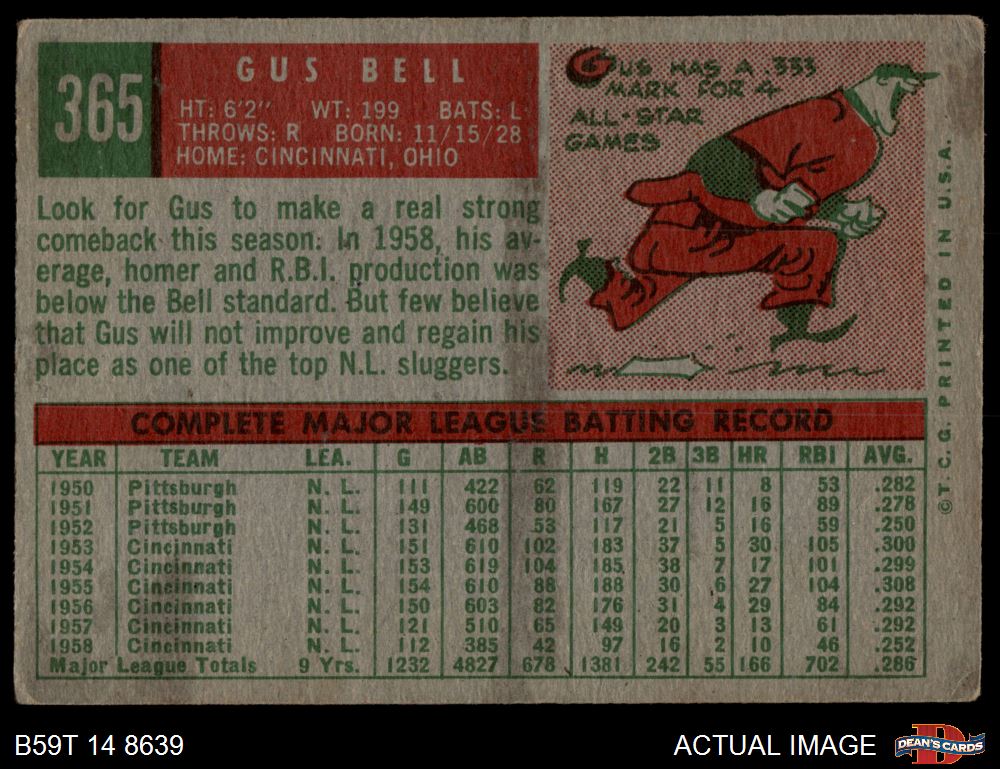 365
GUS BELL
HT: 6'2" WT: 199 BATS: L
THROWS: R BORN: 11/15/28
HOME: CINCINNATI, OHIO
Look for Gus to make a real strong
comeback this season. In 1958, his av-
erage, homer and R.B.I. production was
below the Bell standard. But few believe
that Gus will not improve and regain his
place as one of the top N.L. sluggers.
GUS HAS A .333
MARK FOR 4
ALL-STAR
GAMES
COMPLETE MAJOR LEAGUE BATTING RECORD
YEAR TEAM LEA. G AB R H 2B 3B HR RBI AVG.
1950 Pittsburgh N. L. 111 422 62 119 22 11 8 53 .282
1951 Pittsburgh N. L. 149 600 80 167 27 12 16 89 .278
1952 Pittsburgh N. L. 131 468 53 117 21 5 16 59 .250
1953 Cincinnati N. L. 151 610 102 183 37 5 30 105 .300
1954 Cincinnati N. L. 153 619 104 185 38 7 17 101 .299
1955 Cincinnati N. L. 154 610 88 188 30 6 27 104 .308
1956 Cincinnati N. L. 150 603 82 176 31 4 29 84 .292
1957 Cincinnati N. L. 121 510 65 149 20 3 13 61 .292
1958 Cincinnati N. L. 112 385 42 97 16 2 10 46 .252
Major League Totals 9 Yrs. 1232 4827 678 1381 242 55 166 702 .286
© T. C. G. PRINTED IN U.S.A.
B59T 14 8639
ACTUAL IMAGE
D
DEAN'S CARDS